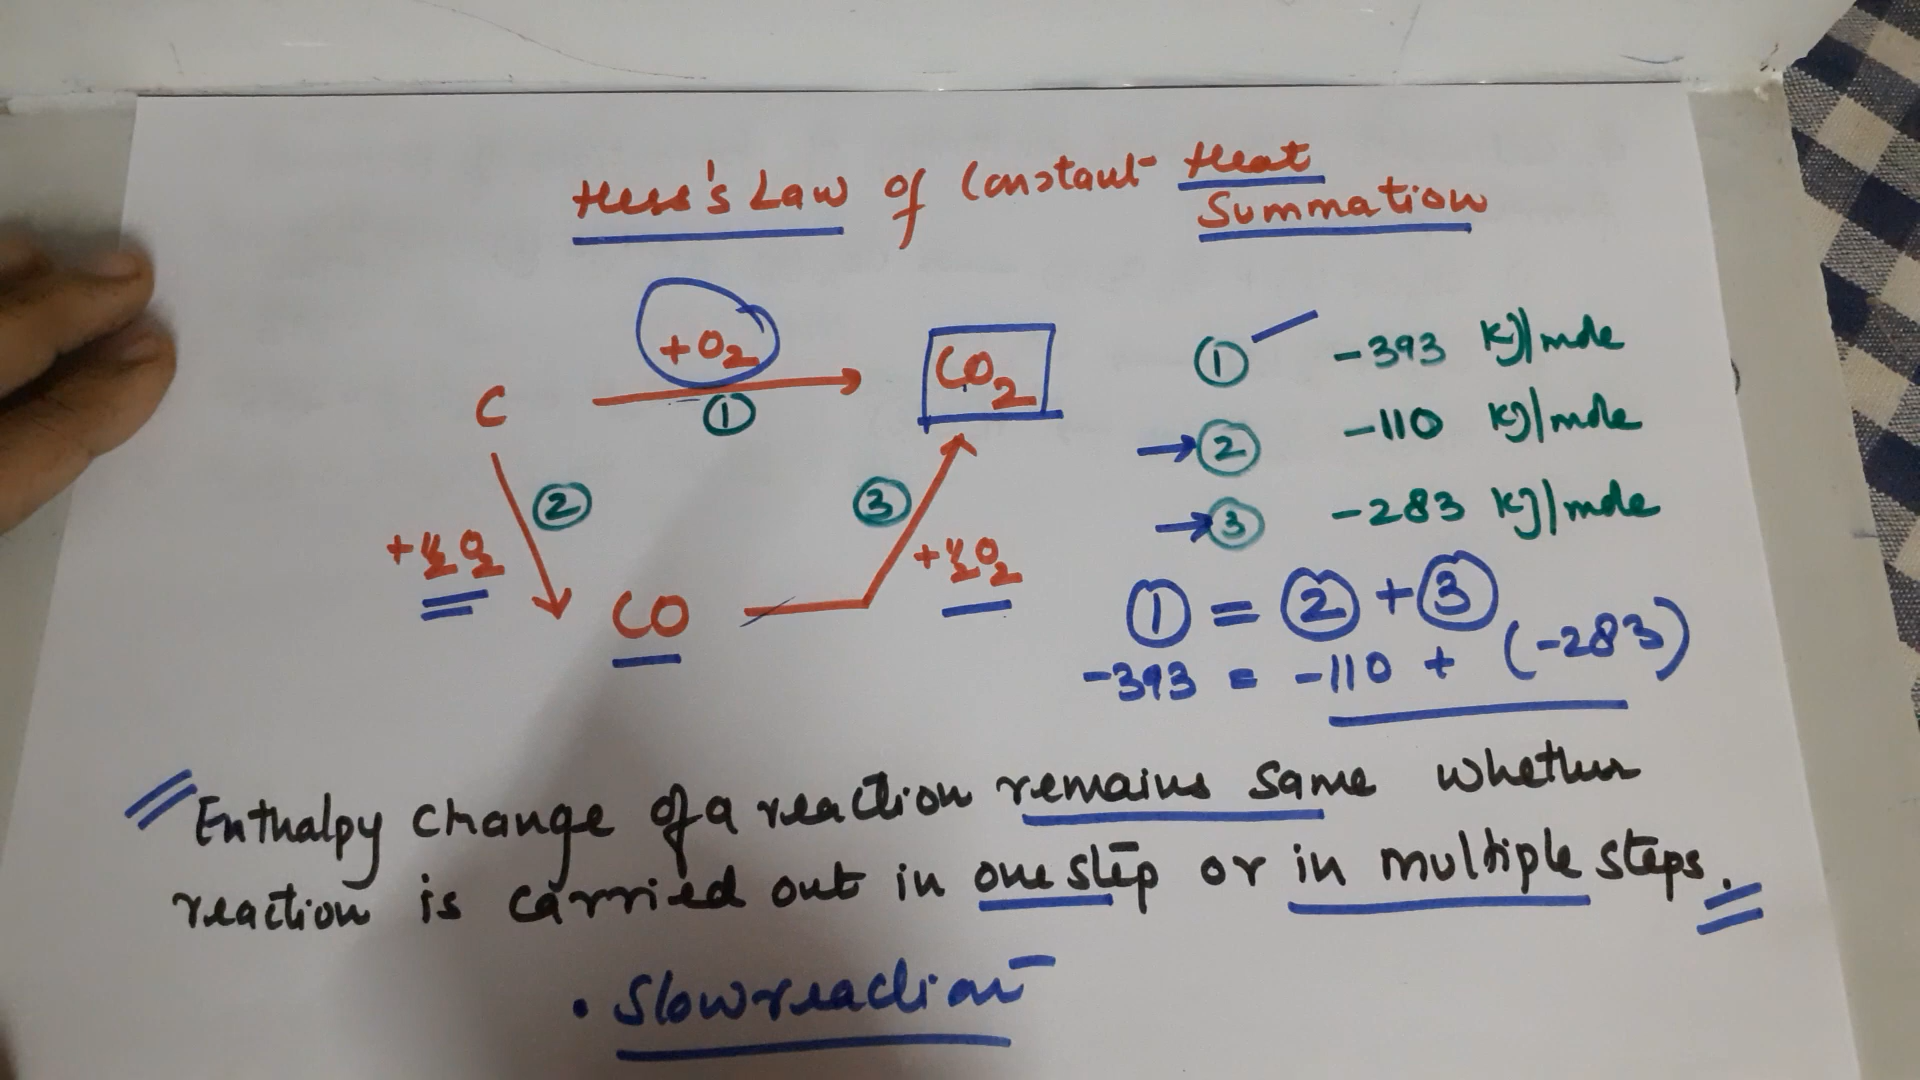 Hess's Law of Constant Heat
Summation
+O2
C
①
CO2
②
③
+½O2
+½O2
CO
① -393 KJ/mole
→② -110 KJ/mole
→③ -283 KJ/mole
① = ② + ③
-393 = -110 + (-283)
Enthalpy change of a reaction remains same whether
reaction is carried out in one step or in multiple steps.
• Slow reaction